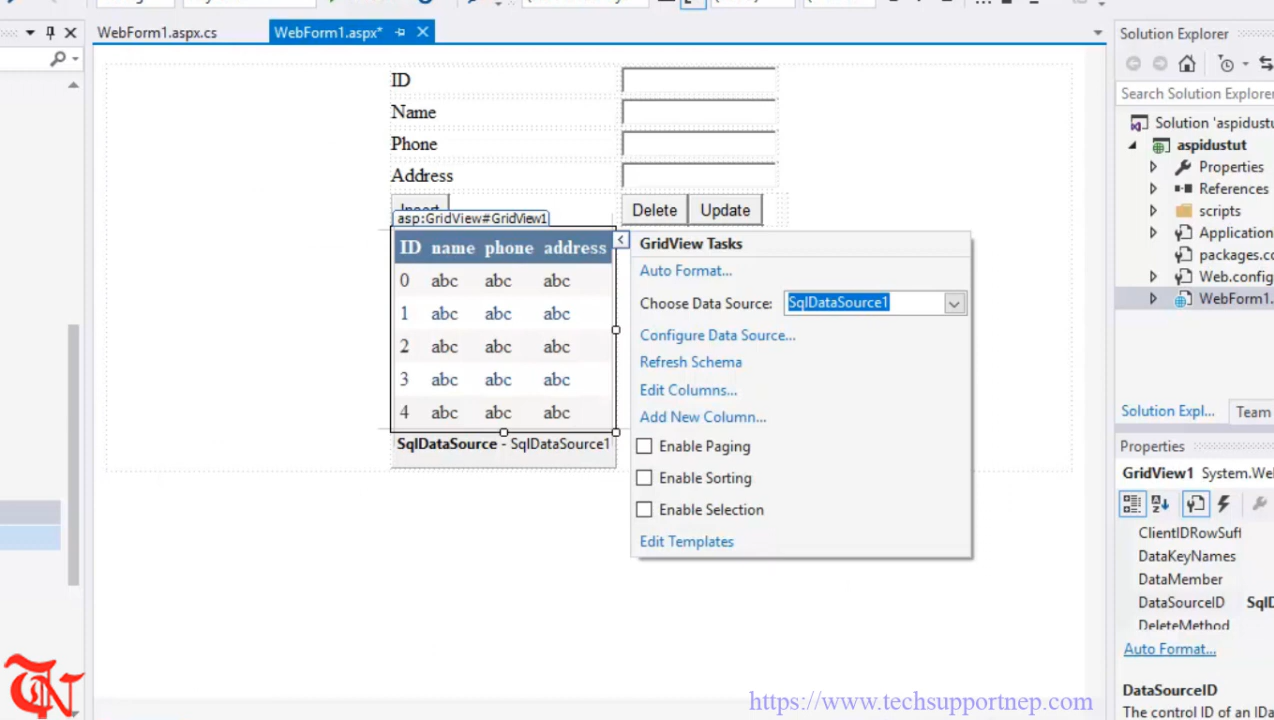 WebForm1.aspx.cs
WebForm1.aspx*
ID
Name
Phone
Address
Insert
Delete
Update
asp:GridView#GridView1
ID name phone address
0 abc abc abc
1 abc abc abc
2 abc abc abc
3 abc abc abc
4 abc abc abc
SqlDataSource - SqlDataSource1
GridView Tasks
Auto Format...
Choose Data Source: SqlDataSource1
Configure Data Source...
Refresh Schema
Edit Columns...
Add New Column...
Enable Paging
Enable Sorting
Enable Selection
Edit Templates
Solution Explorer
Search Solution Explorer
Solution 'aspidustut
aspidustut
Properties
References
scripts
Application
packages.co
Web.config
WebForm1.
Solution Expl...
Team
Properties
GridView1 System.We
ClientIDRowSuff
DataKeyNames
DataMember
DataSourceID SqlD
DeleteMethod
Auto Format...
DataSourceID
The control ID of an IDa
TN
https://www.techsupportnep.com